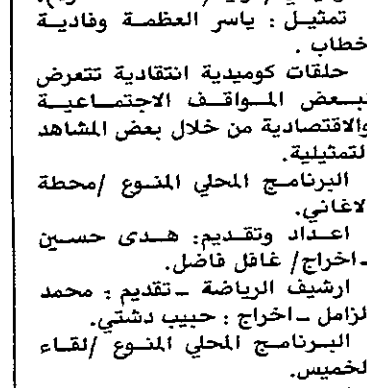 تمثيل : ياسر العظمة وفادية
خطاب .
حلقات كوميدية انتقادية تتعرض
لبعض المواقف الاجتماعية
والاقتصادية من خلال بعض المشاهد
التمثيلية.
البرنامج المحلي المنوع /محطة
الاغاني.
اعداد وتقديم: هدى حسين
ـ اخراج/ غافل فاضل.
ارشيف الرياضة ـ تقديم : محمد
الزامل ـ اخراج : حبيب دشتي.
البرنامج المحلي المنوع /لقاء
الخميس.